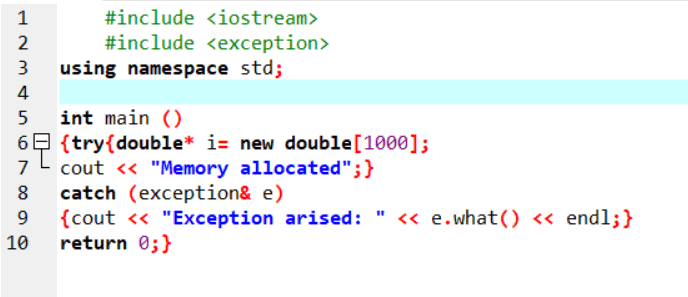 1 #include <iostream>
2 #include <exception>
3 using namespace std;
4
5 int main ()
6 {try{double* i= new double[1000];
7 cout << "Memory allocated";}
8 catch (exception& e)
9 {cout << "Exception arised: " << e.what() << endl;}
10 return 0;}